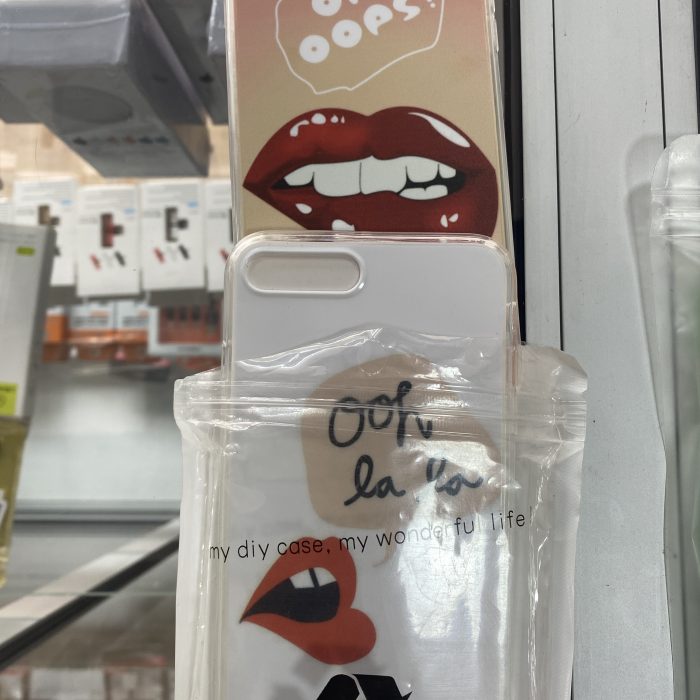 OOPS!
Ooh
la la
my diy case, my wonderful life!